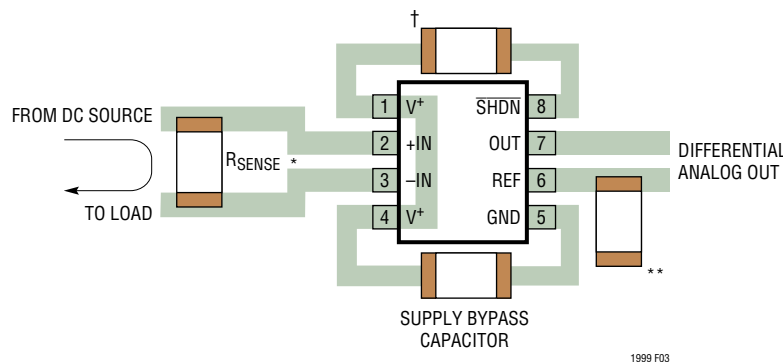 †
1 V+ SHDN 8
FROM DC SOURCE
2 +IN OUT 7
RSENSE *
DIFFERENTIAL
ANALOG OUT
3 –IN REF 6
TO LOAD
4 V+ GND 5
**
SUPPLY BYPASS
CAPACITOR
1999 F03